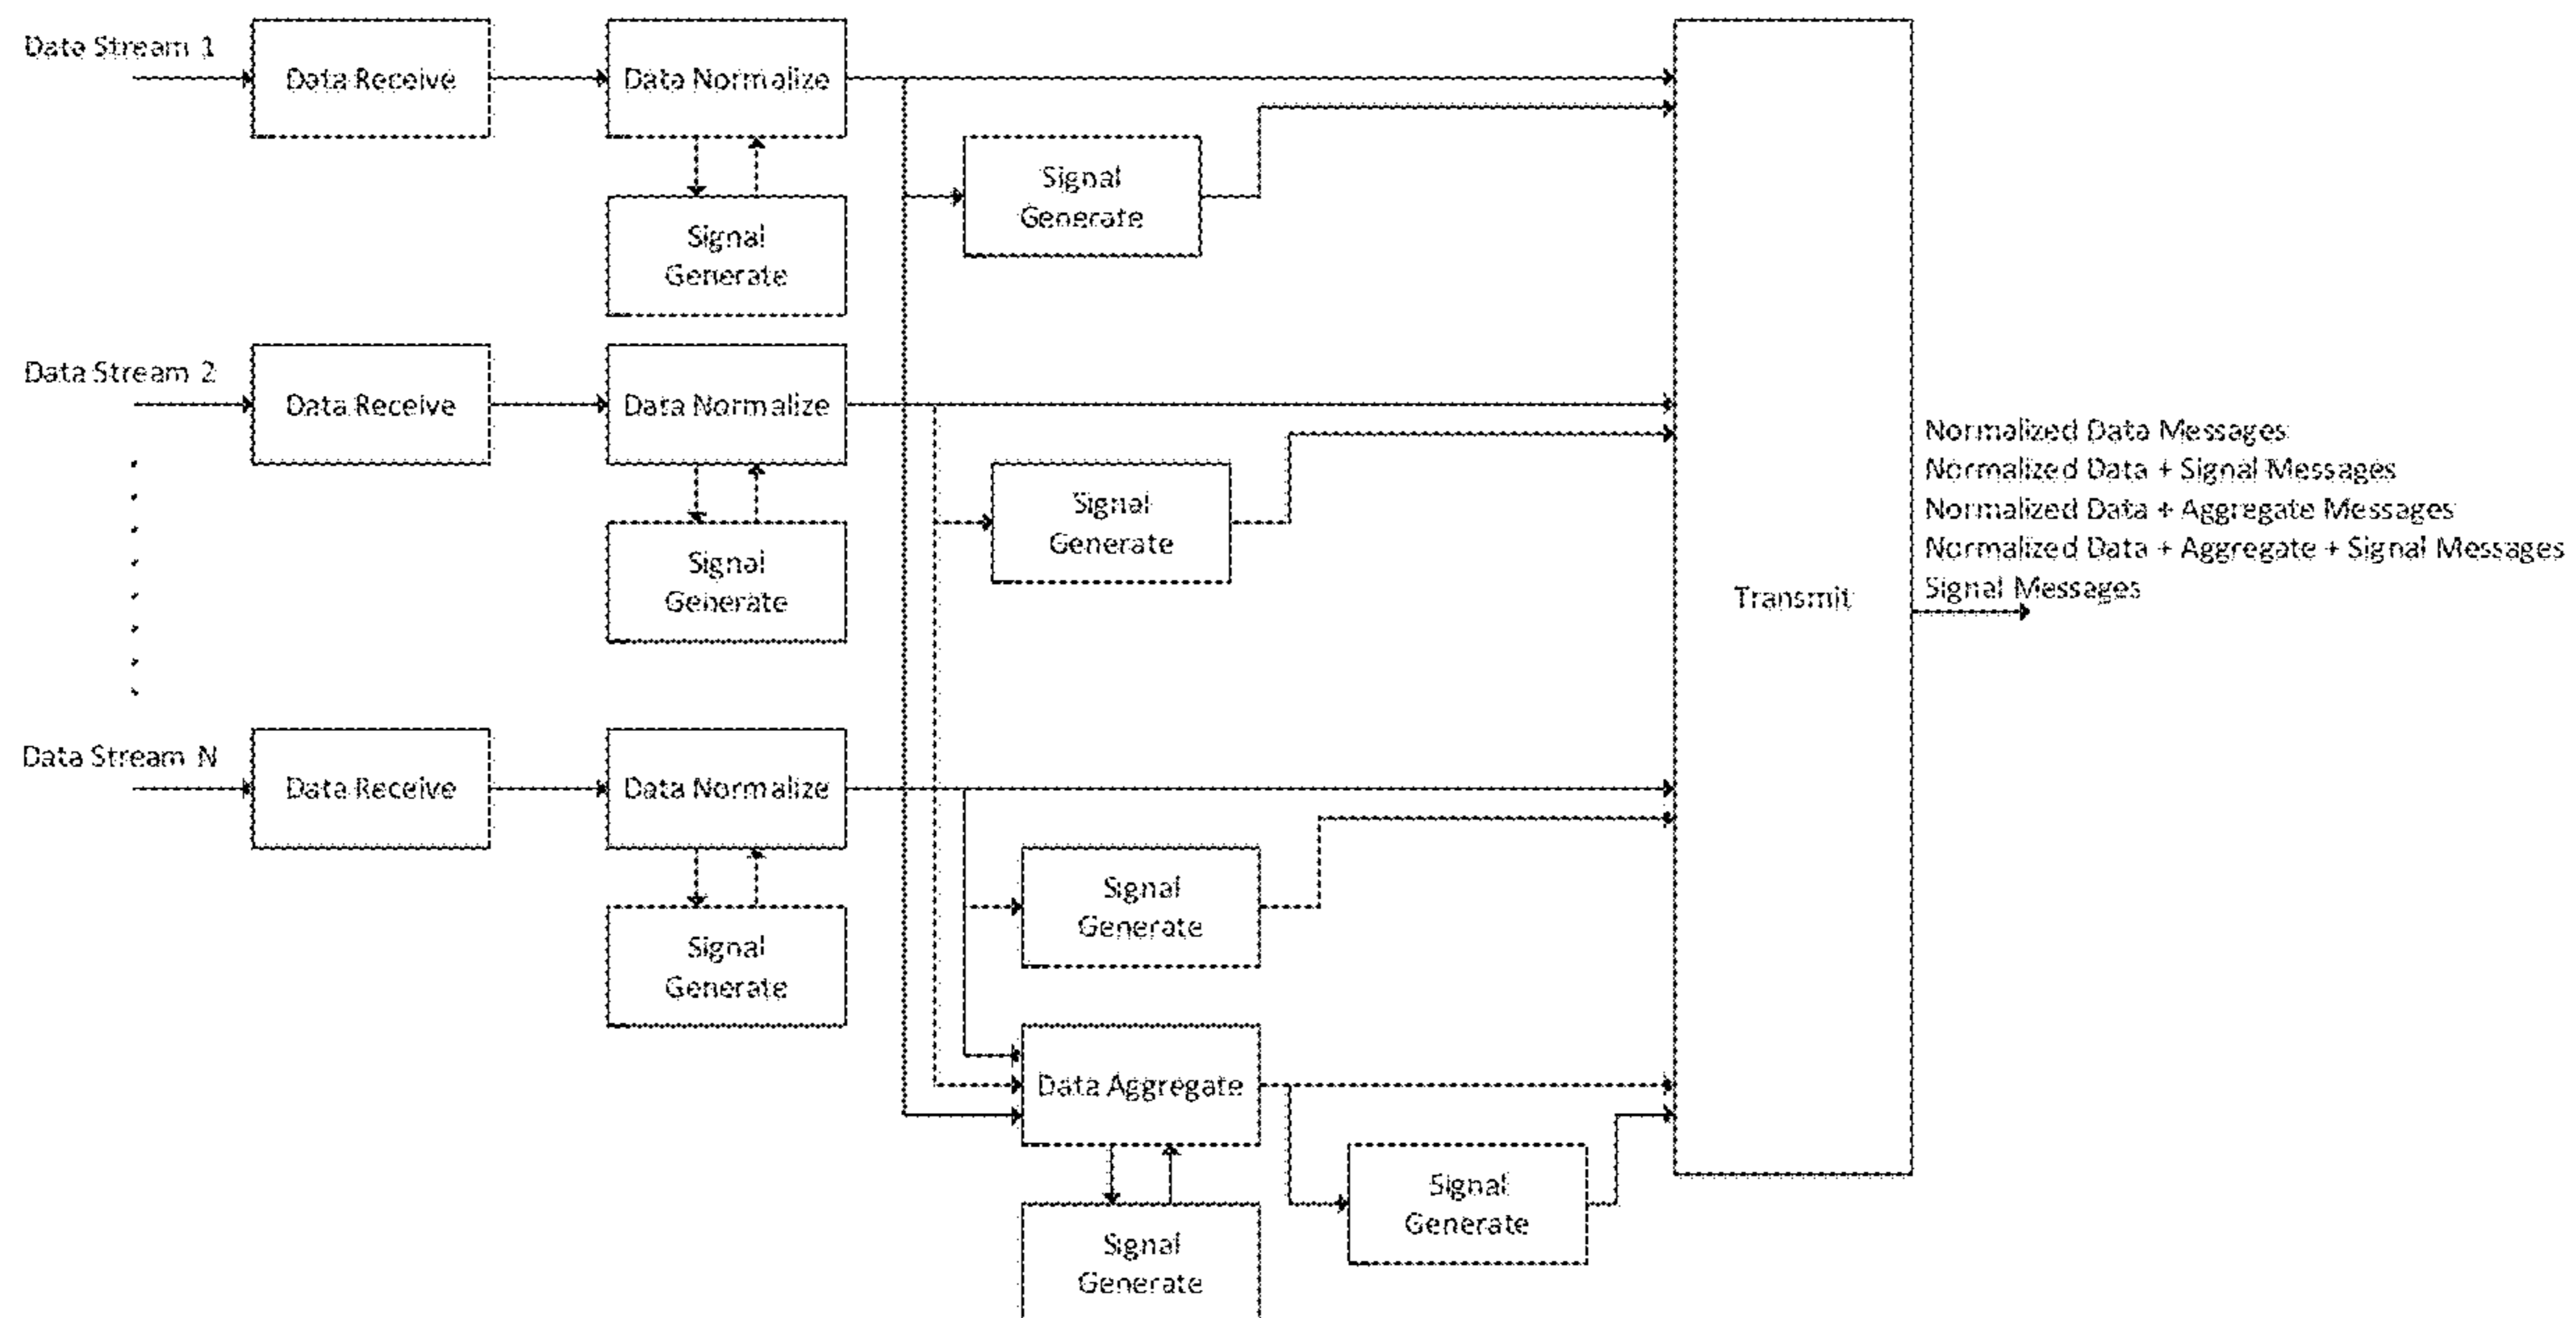 Data Stream 1
Data Receive
Data Normalize
Signal
Generate
Signal
Generate
Data Stream 2
Data Receive
Data Normalize
Signal
Generate
Signal
Generate
Normalized Data Messages
Normalized Data + Signal Messages
Normalized Data + Aggregate Messages
Normalized Data + Aggregate + Signal Messages
Signal Messages
Transmit
Data Stream N
Data Receive
Data Normalize
Signal
Generate
Signal
Generate
Data Aggregate
Signal
Generate
Signal
Generate